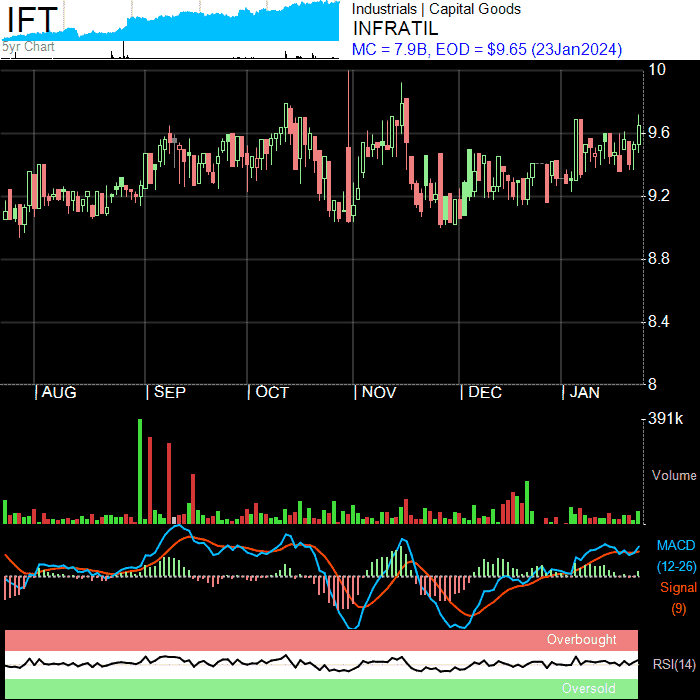 IFT
5yr Chart
Industrials | Capital Goods
INFRATIL
MC = 7.9B, EOD = $9.65 (23Jan2024)
10
9.6
9.2
8.8
8.4
8
| AUG | SEP | OCT | NOV | DEC | JAN
391k
Volume
MACD
(12-26)
Signal
(9)
Overbought
RSI(14)
Oversold